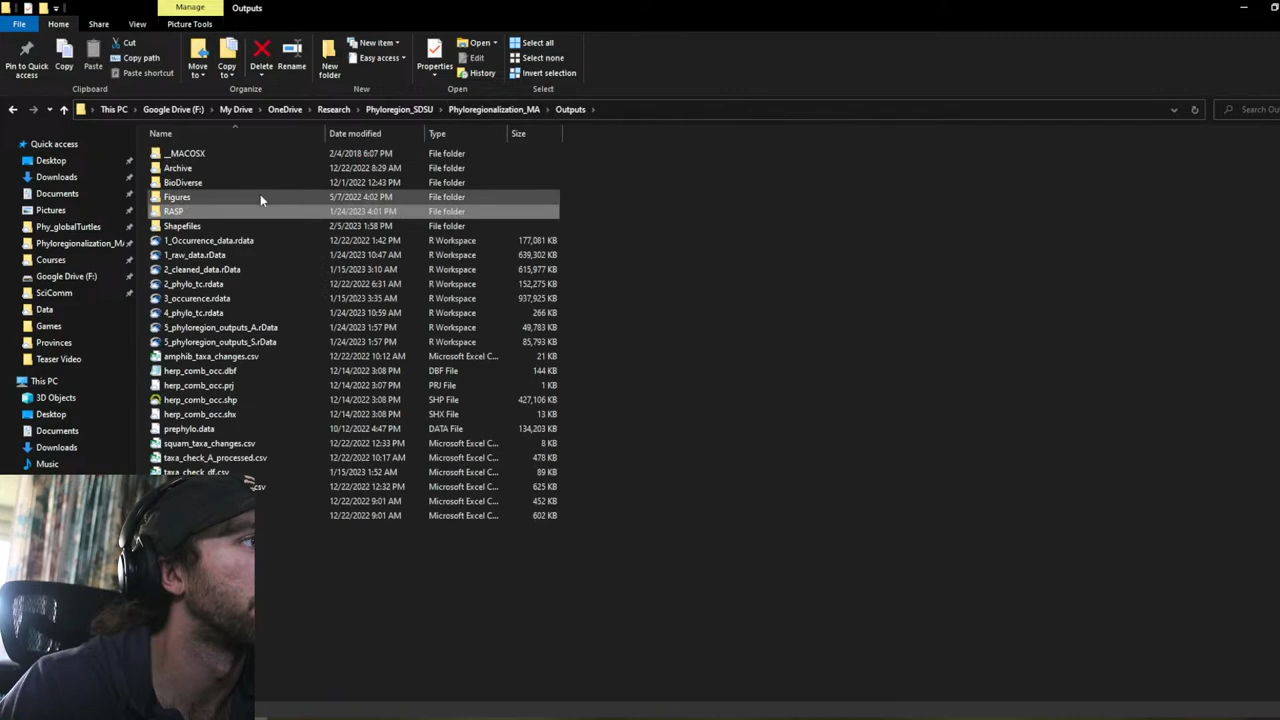 Manage
Outputs
File
Home
Share
View
Picture Tools
Pin to Quick access
Copy
Paste
Cut
Copy path
Paste shortcut
Clipboard
Move to
Copy to
Delete
Rename
Organize
New folder
New item
Easy access
New
Properties
Open
Edit
History
Open
Select all
Select none
Invert selection
Select
This PC > Google Drive (F:) > My Drive > OneDrive > Research > Phyloregion_SDSU > Phyloregionalization_MA > Outputs >
Search Ou
Name Date modified Type Size
Quick access
Desktop
Downloads
Documents
Pictures
Phy_globalTurtles
Phyloregionalization_MA
Courses
Google Drive (F:)
SciComm
Data
Games
Provinces
Teaser Video
This PC
3D Objects
Desktop
Documents
Downloads
Music
__MACOSX 2/4/2018 6:07 PM File folder
Archive 12/22/2022 8:29 AM File folder
BioDiverse 12/1/2022 12:43 PM File folder
Figures 5/7/2022 4:02 PM File folder
RASP 1/24/2023 4:01 PM File folder
Shapefiles 2/5/2023 1:58 PM File folder
1_Occurrence_data.rdata 12/22/2022 1:42 PM R Workspace 177,081 KB
1_raw_data.rData 1/24/2023 10:47 AM R Workspace 639,302 KB
2_cleaned_data.rData 1/15/2023 3:10 AM R Workspace 615,977 KB
2_phylo_tc.rdata 12/22/2022 6:31 AM R Workspace 152,275 KB
3_occurence.rdata 1/15/2023 3:35 AM R Workspace 937,925 KB
4_phylo_tc.rdata 1/24/2023 10:59 AM R Workspace 266 KB
5_phyloregion_outputs_A.rData 1/24/2023 1:57 PM R Workspace 49,783 KB
5_phyloregion_outputs_S.rData 1/24/2023 1:57 PM R Workspace 85,793 KB
amphib_taxa_changes.csv 12/22/2022 10:12 AM Microsoft Excel C... 21 KB
herp_comb_occ.dbf 12/14/2022 3:08 PM DBF File 144 KB
herp_comb_occ.prj 12/14/2022 3:07 PM PRJ File 1 KB
herp_comb_occ.shp 12/14/2022 3:08 PM SHP File 427,106 KB
herp_comb_occ.shx 12/14/2022 3:08 PM SHX File 13 KB
prephylo.data 10/12/2022 4:47 PM DATA File 134,203 KB
squam_taxa_changes.csv 12/22/2022 12:33 PM Microsoft Excel C... 8 KB
taxa_check_A_processed.csv 12/22/2022 10:17 AM Microsoft Excel C... 478 KB
taxa_check_df.csv 1/15/2023 1:52 AM Microsoft Excel C... 89 KB
.csv 12/22/2022 12:32 PM Microsoft Excel C... 625 KB
12/22/2022 9:01 AM Microsoft Excel C... 452 KB
12/22/2022 9:01 AM Microsoft Excel C... 602 KB